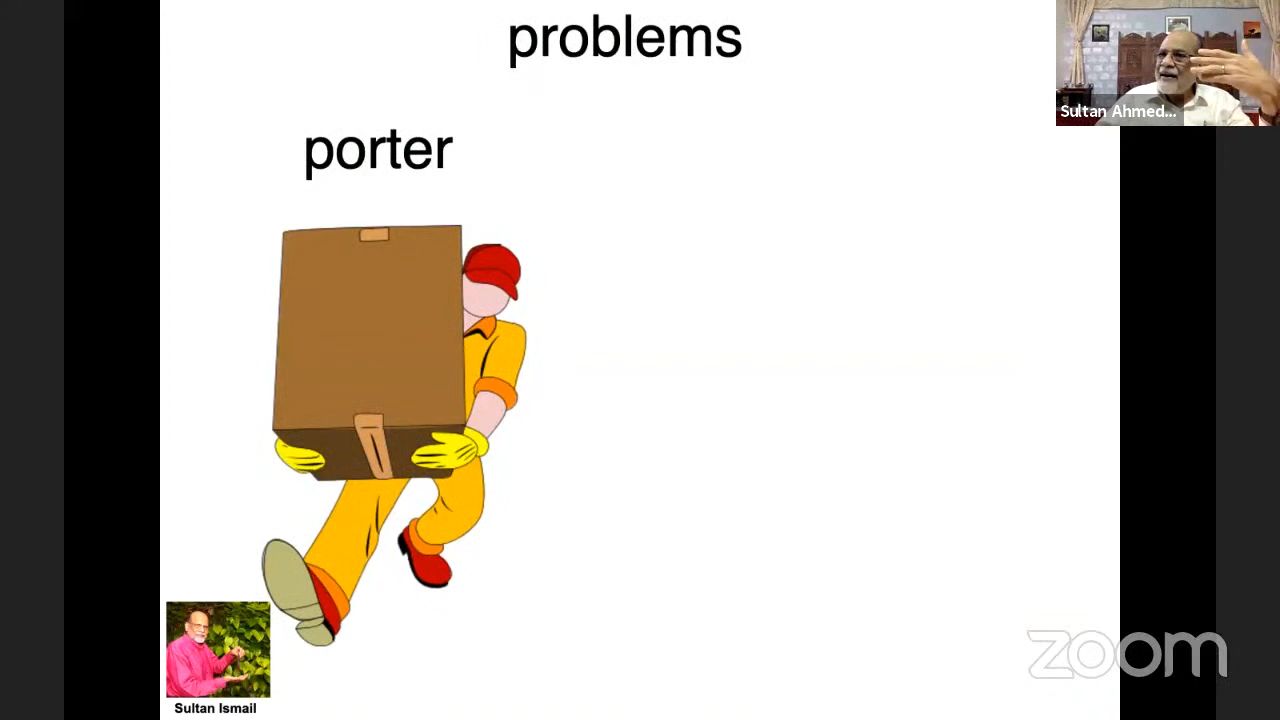 problems
Sultan Ahmed...
porter
Sultan Ismail
zoom